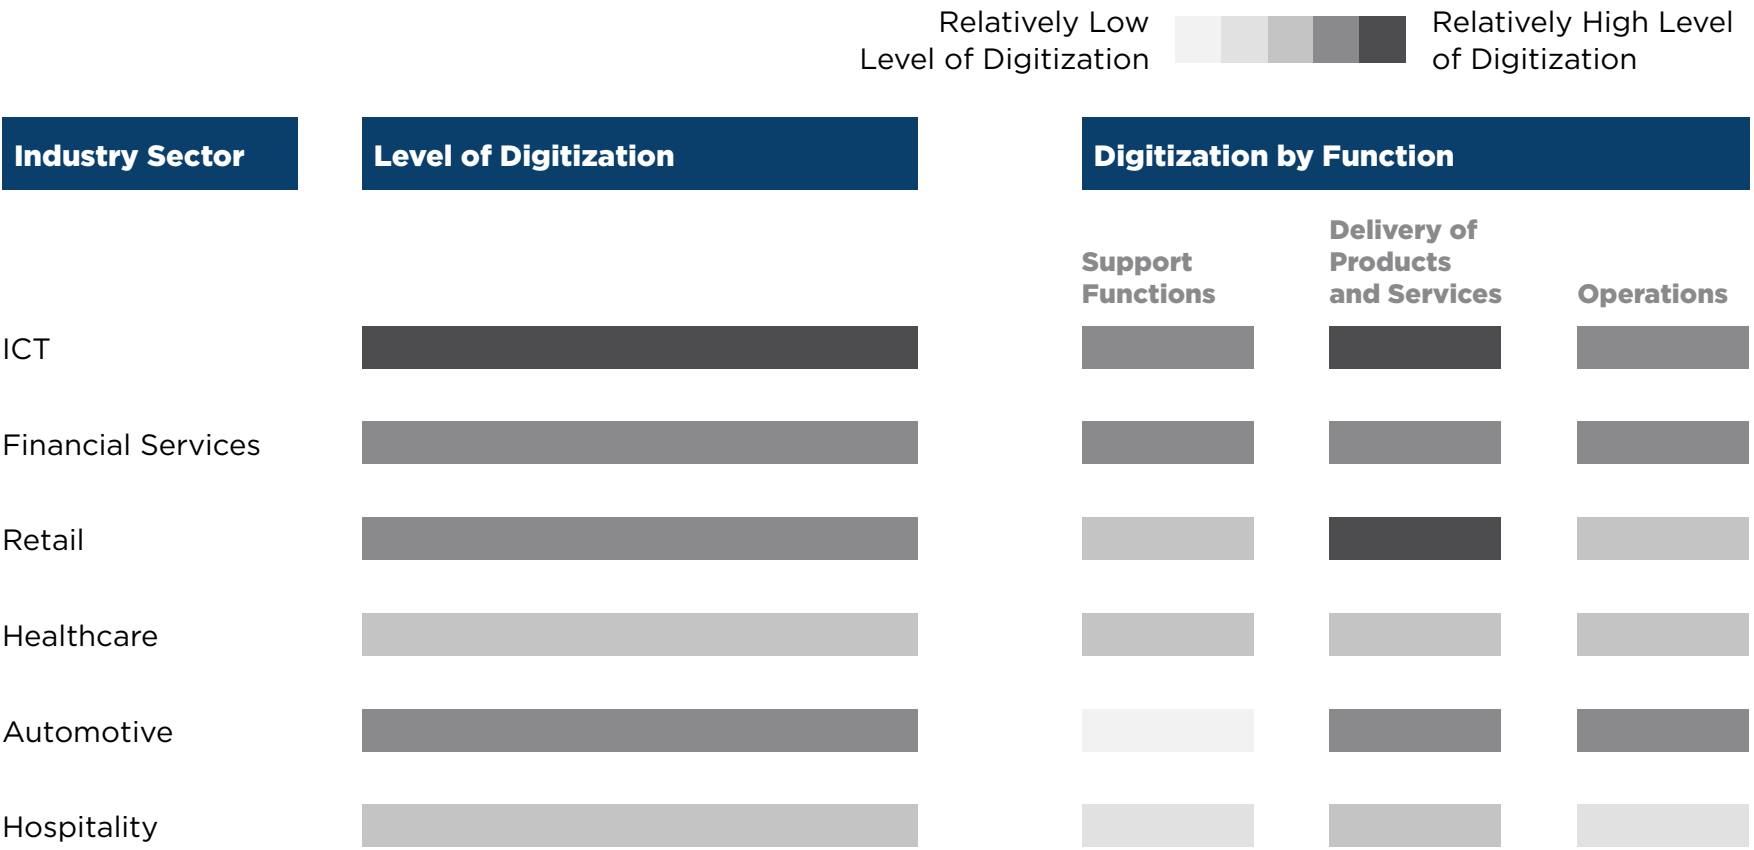 Relatively Low
Level of Digitization
Relatively High Level
of Digitization
Industry Sector
Level of Digitization
Digitization by Function
Support
Functions
Delivery of
Products
and Services
Operations
ICT
Financial Services
Retail
Healthcare
Automotive
Hospitality